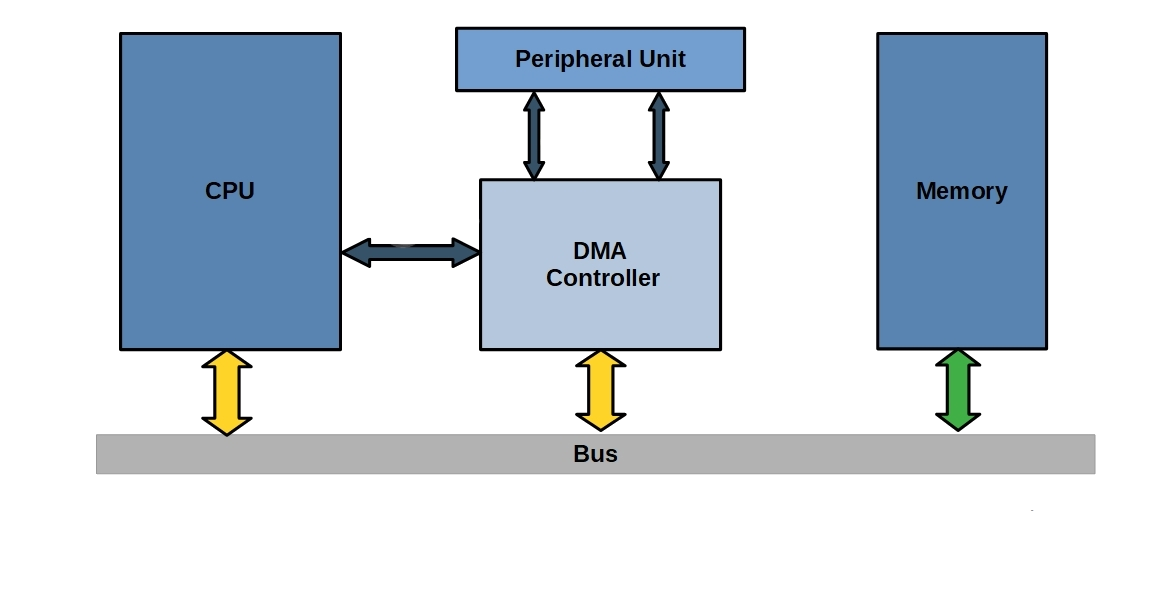 Peripheral Unit
CPU
Memory
DMA
Controller
Bus